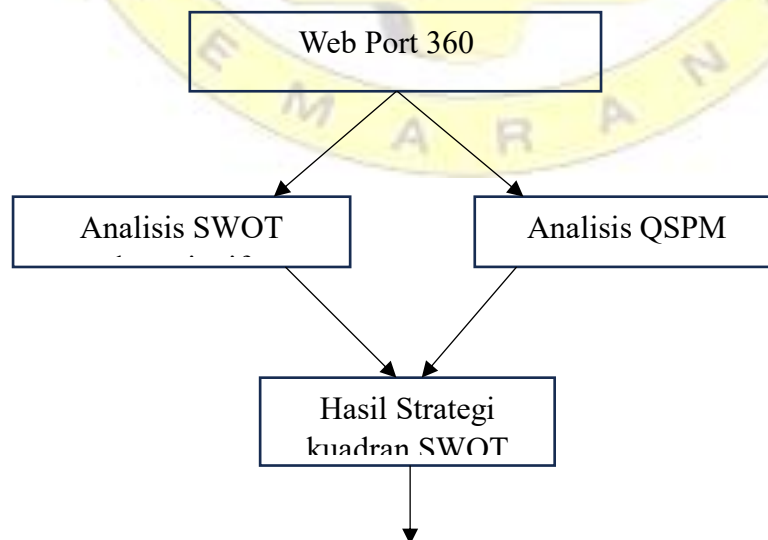 Web Port 360
E M A R A N
Analisis SWOT
Analisis QSPM
Hasil Strategi
kuadran SWOT